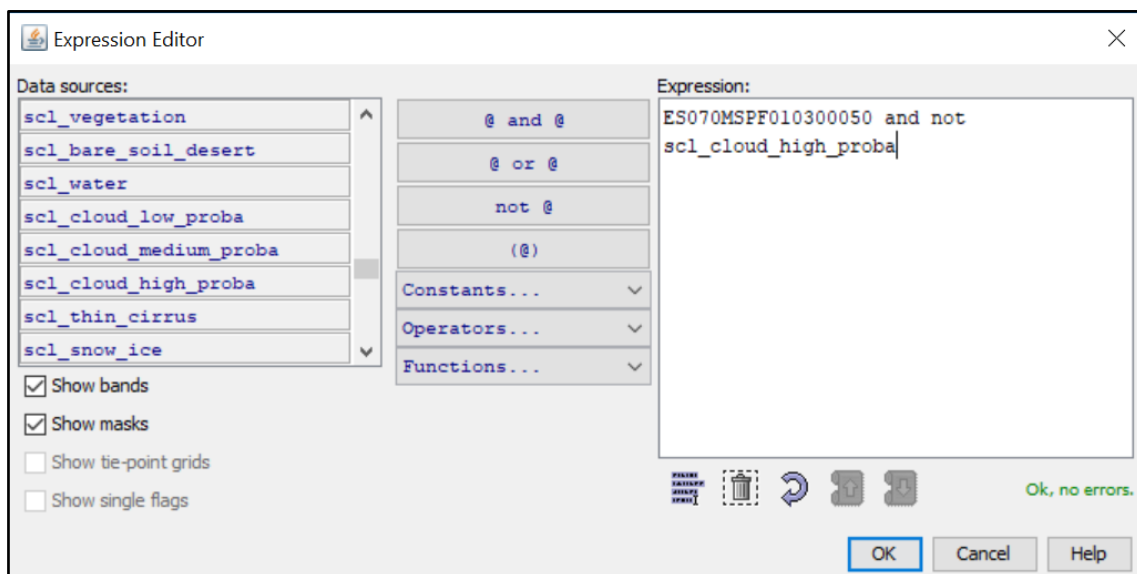 Expression Editor
Data sources:
scl_vegetation
scl_bare_soil_desert
scl_water
scl_cloud_low_proba
scl_cloud_medium_proba
scl_cloud_high_proba
scl_thin_cirrus
scl_snow_ice
Show bands
Show masks
Show tie-point grids
Show single flags
@ and @
@ or @
not @
(@)
Constants...
Operators...
Functions...
Expression:
ES070MSPF010300050 and not
scl_cloud_high_proba
Ok, no errors.
OK
Cancel
Help